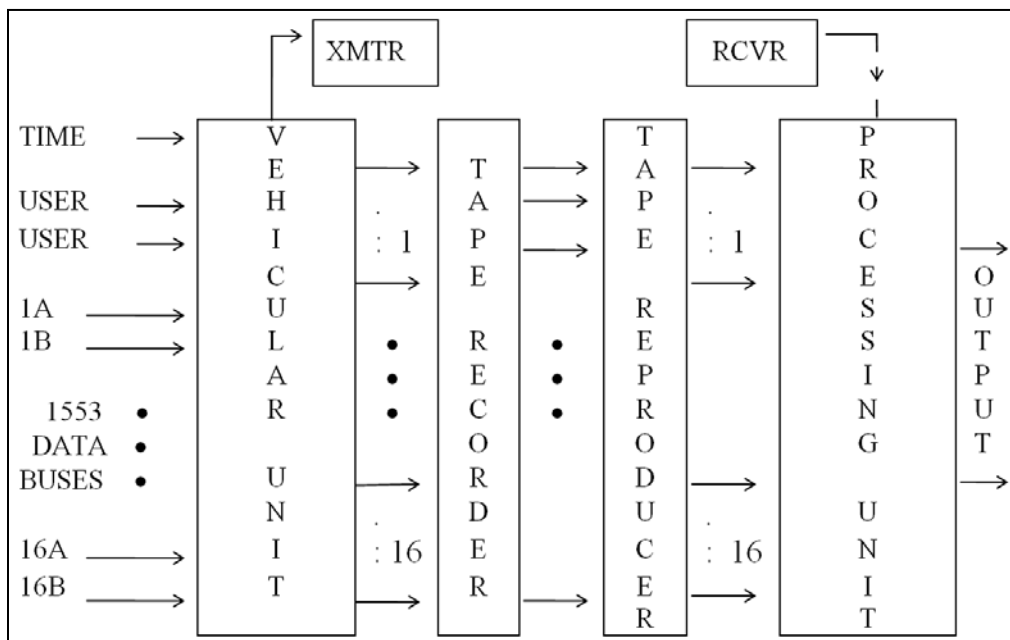 XMTR
RCVR
TIME
USER
USER
1A
1B
1553
DATA
BUSES
16A
16B
VEHICULAR UNIT
: 1
: 16
TAPE RECORDER
TAPE REPRODUCER
: 1
: 16
PROCESSING UNIT
OUTPUT